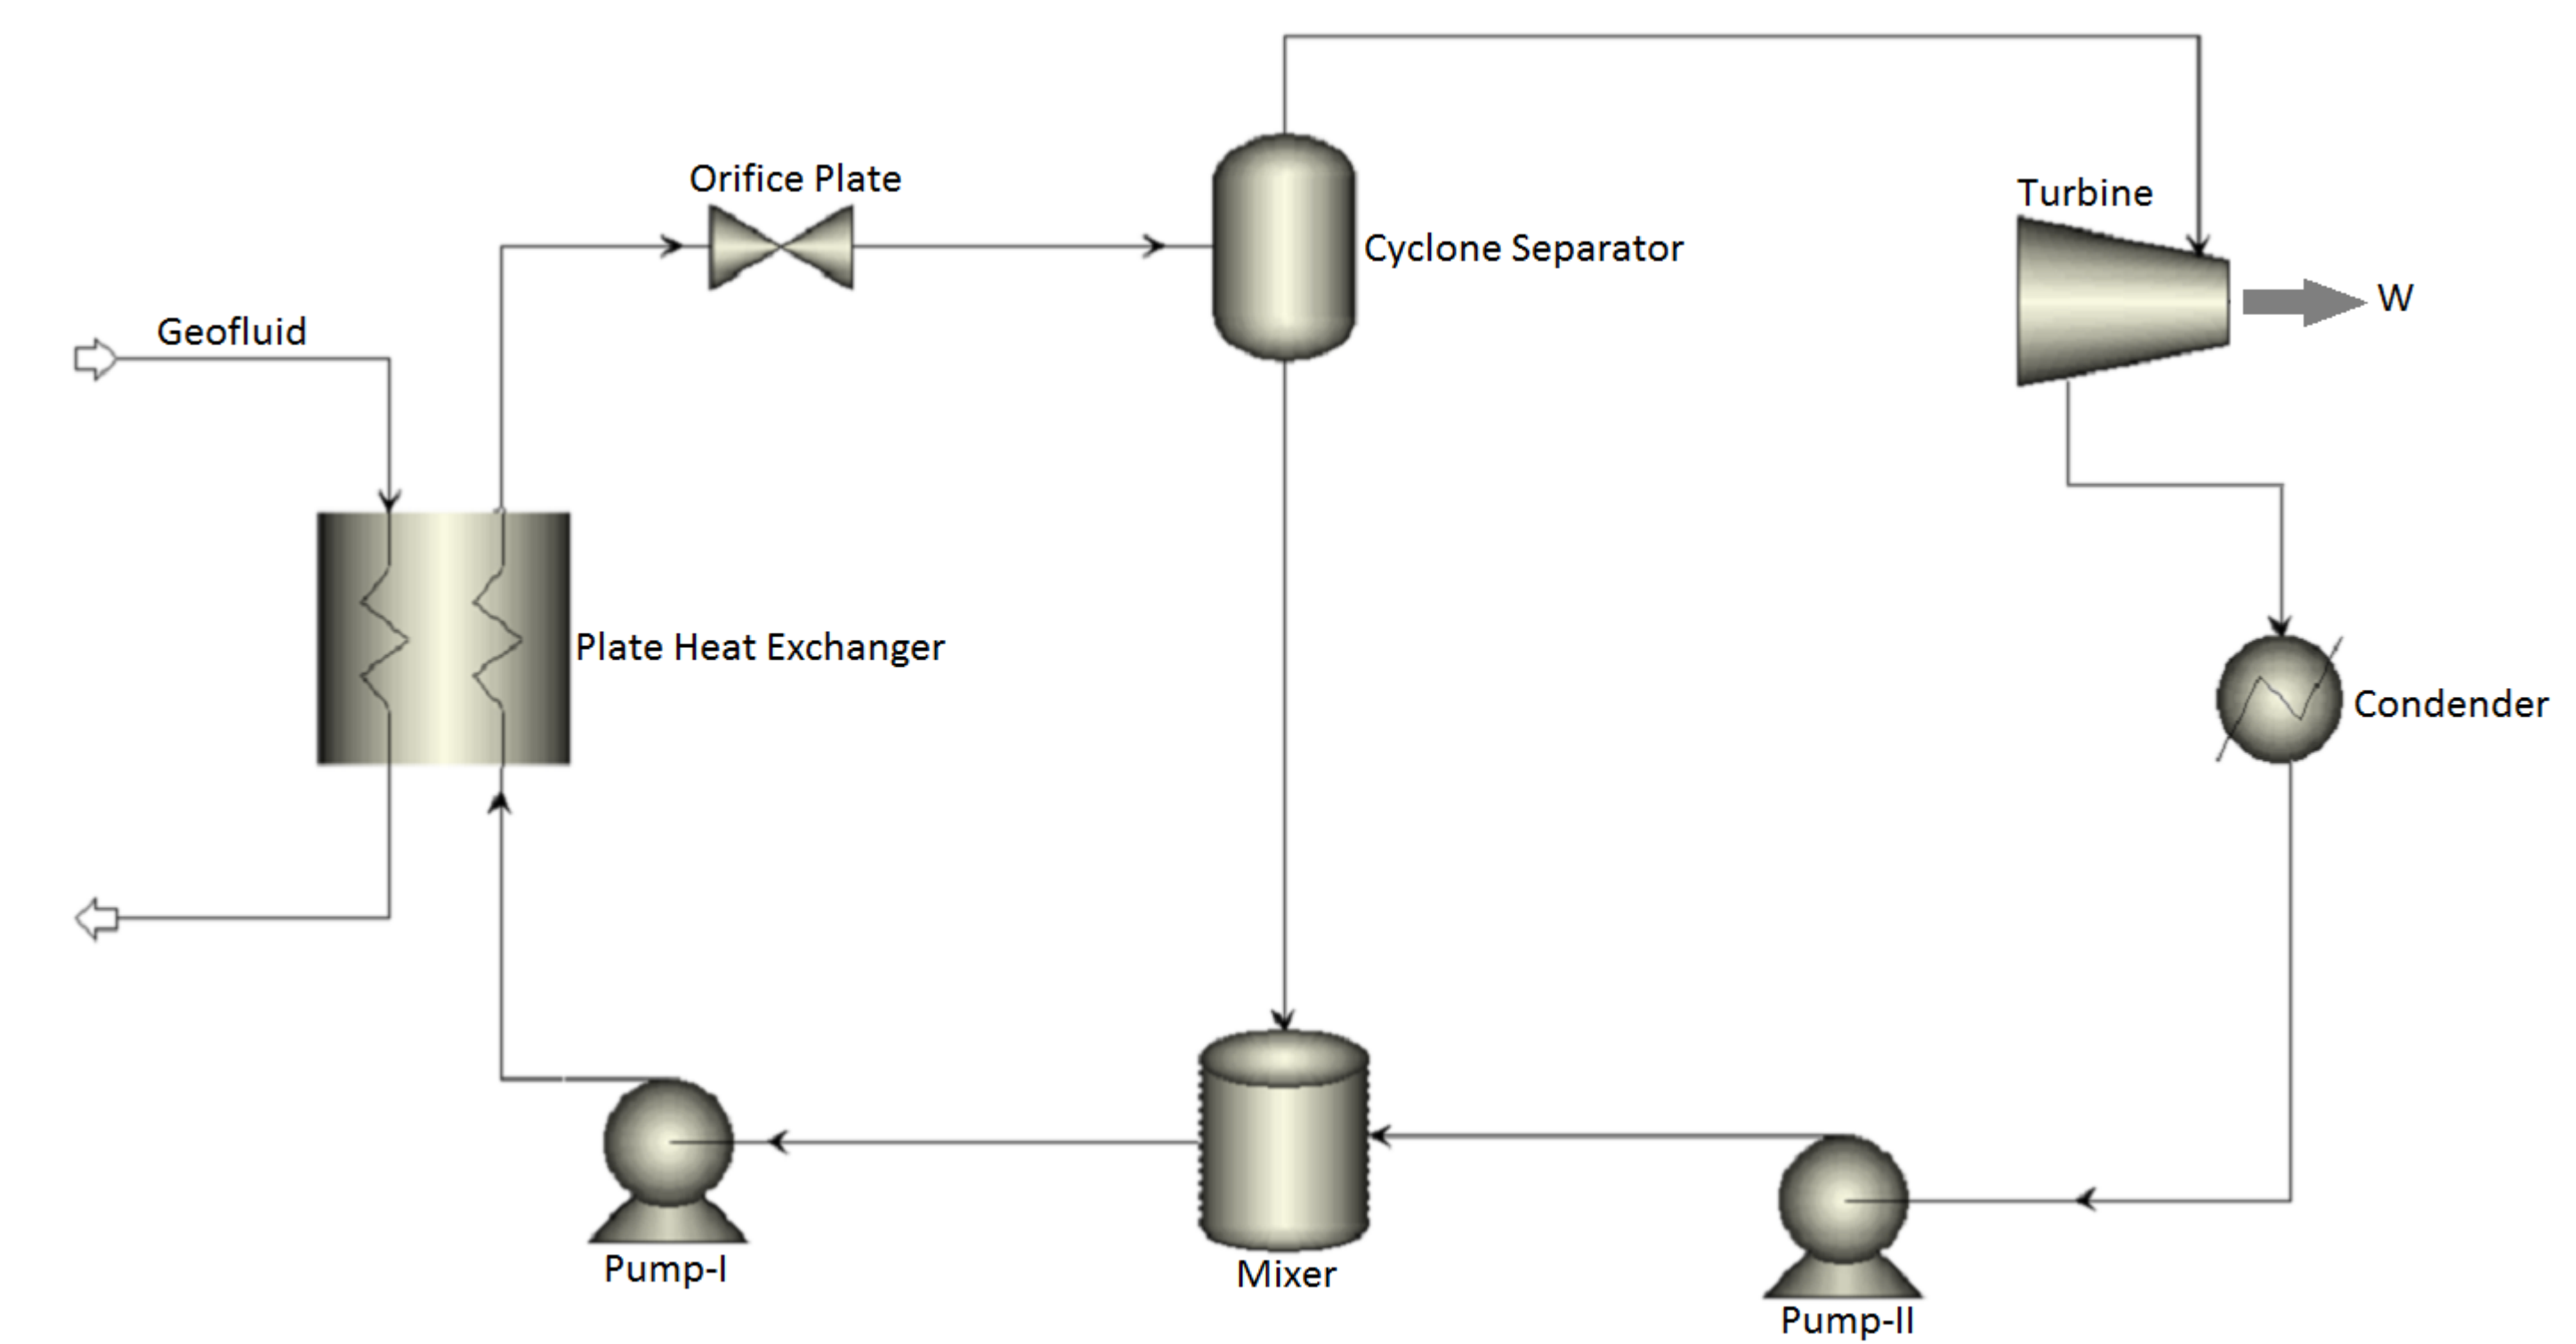 Orifice Plate
Turbine
Cyclone Separator
W
Geofluid
Plate Heat Exchanger
Condender
Pump-I
Mixer
Pump-II